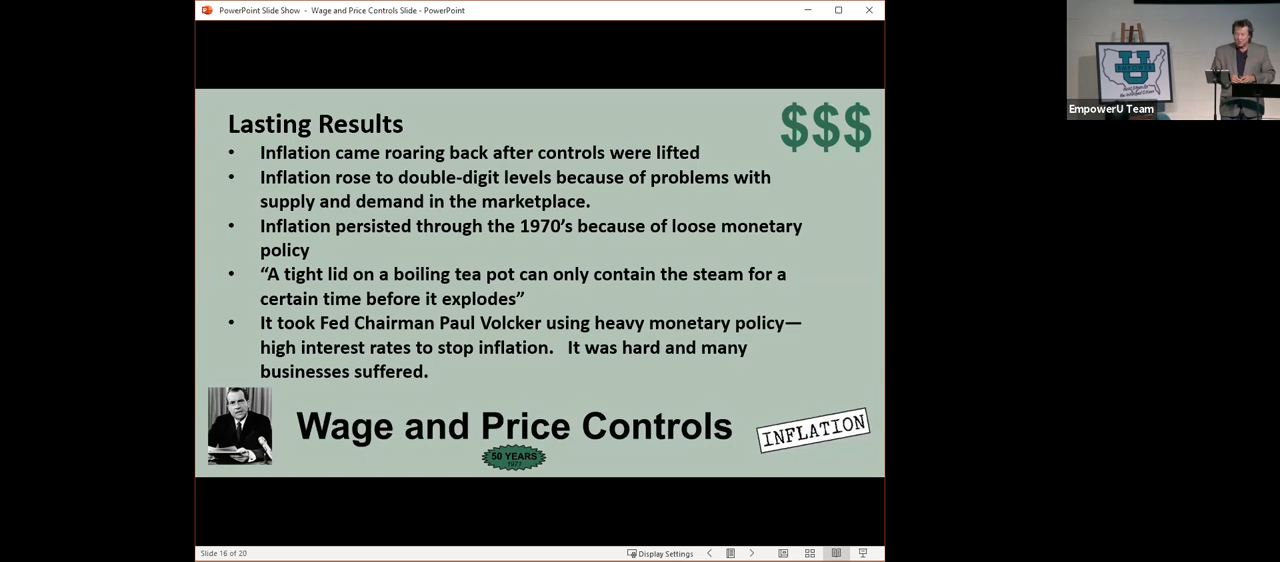 PowerPoint Slide Show - Wage and Price Controls Slide - PowerPoint
Lasting Results
$$$
• Inflation came roaring back after controls were lifted
• Inflation rose to double-digit levels because of problems with
supply and demand in the marketplace.
• Inflation persisted through the 1970’s because of loose monetary
policy
• “A tight lid on a boiling tea pot can only contain the steam for a
certain time before it explodes”
• It took Fed Chairman Paul Volcker using heavy monetary policy—
high interest rates to stop inflation. It was hard and many
businesses suffered.
Wage and Price Controls
INFLATION
50 YEARS
1971
Slide 16 of 20
Display Settings
U
EmpowerU Team